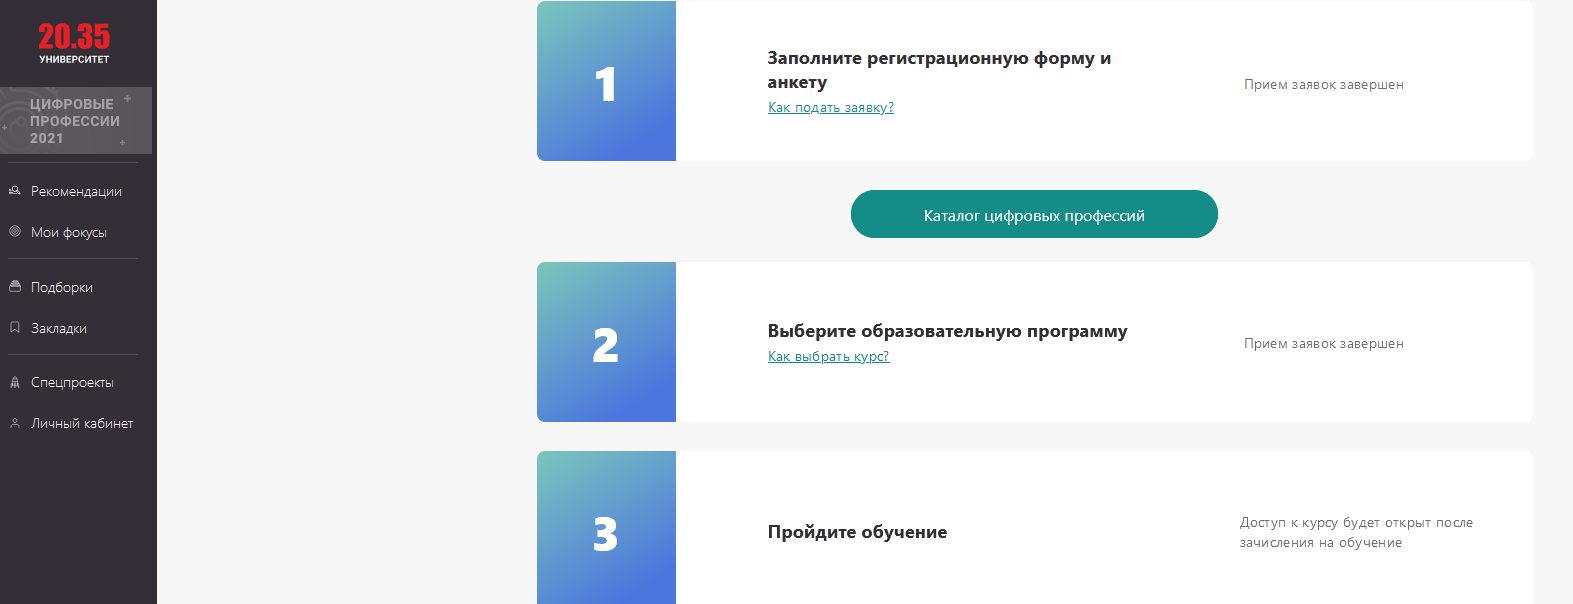 20.35
УНИВЕРСИТЕТ
ЦИФРОВЫЕ
ПРОФЕССИИ
2021
Рекомендации
Мои фокусы
Подборки
Закладки
Спецпроекты
Личный кабинет
1
Заполните регистрационную форму и
анкету
Как подать заявку?
Прием заявок завершен
Каталог цифровых профессий
2
Выберите образовательную программу
Как выбрать курс?
Прием заявок завершен
3
Пройдите обучение
Доступ к курсу будет открыт после
зачисления на обучение